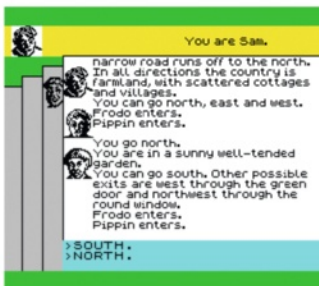 You are Sam.
narrow road runs off to the north.
In all directions the country is
farmland, with scattered cottages
and villages.
You can go north, east and west.
Frodo enters.
Pippin enters.
You go north.
You are in a sunny well-tended
garden.
You can go south. Other possible
exits are west through the green
door and northwest through the
round window.
Frodo enters.
Pippin enters.
>SOUTH.
>NORTH.